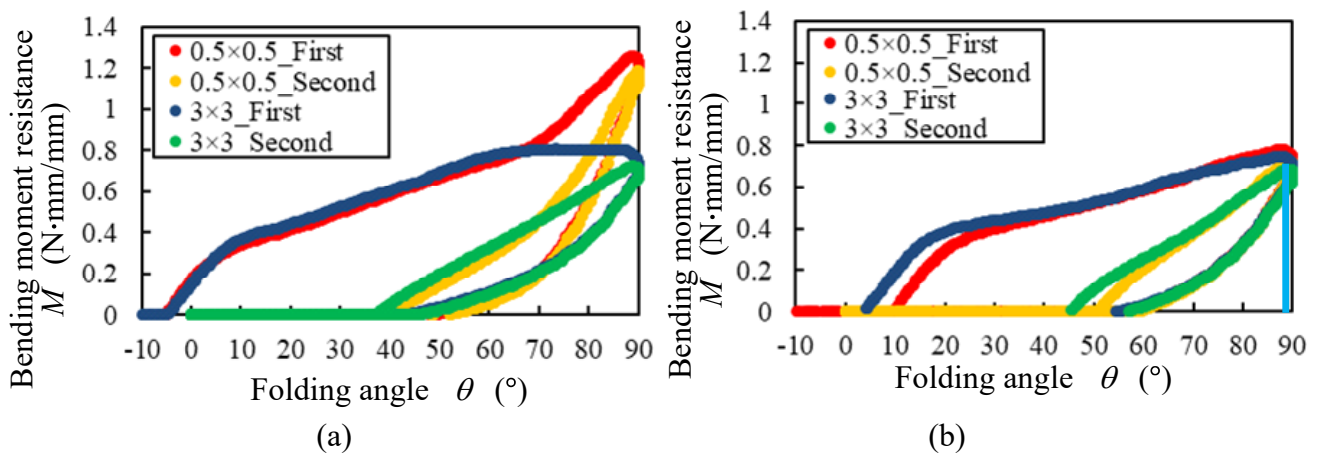 Bending moment resistance
M (N·mm/mm)
1.4
1.2
1
0.8
0.6
0.4
0.2
0
0.5×0.5_First
0.5×0.5_Second
3×3_First
3×3_Second
-10 0 10 20 30 40 50 60 70 80 90
Folding angle θ (°)
(a)
Bending moment resistance
M (N·mm/mm)
1.4
1.2
1
0.8
0.6
0.4
0.2
0
0.5×0.5_First
0.5×0.5_Second
3×3_First
3×3_Second
-10 0 10 20 30 40 50 60 70 80 90
Folding angle θ (°)
(b)